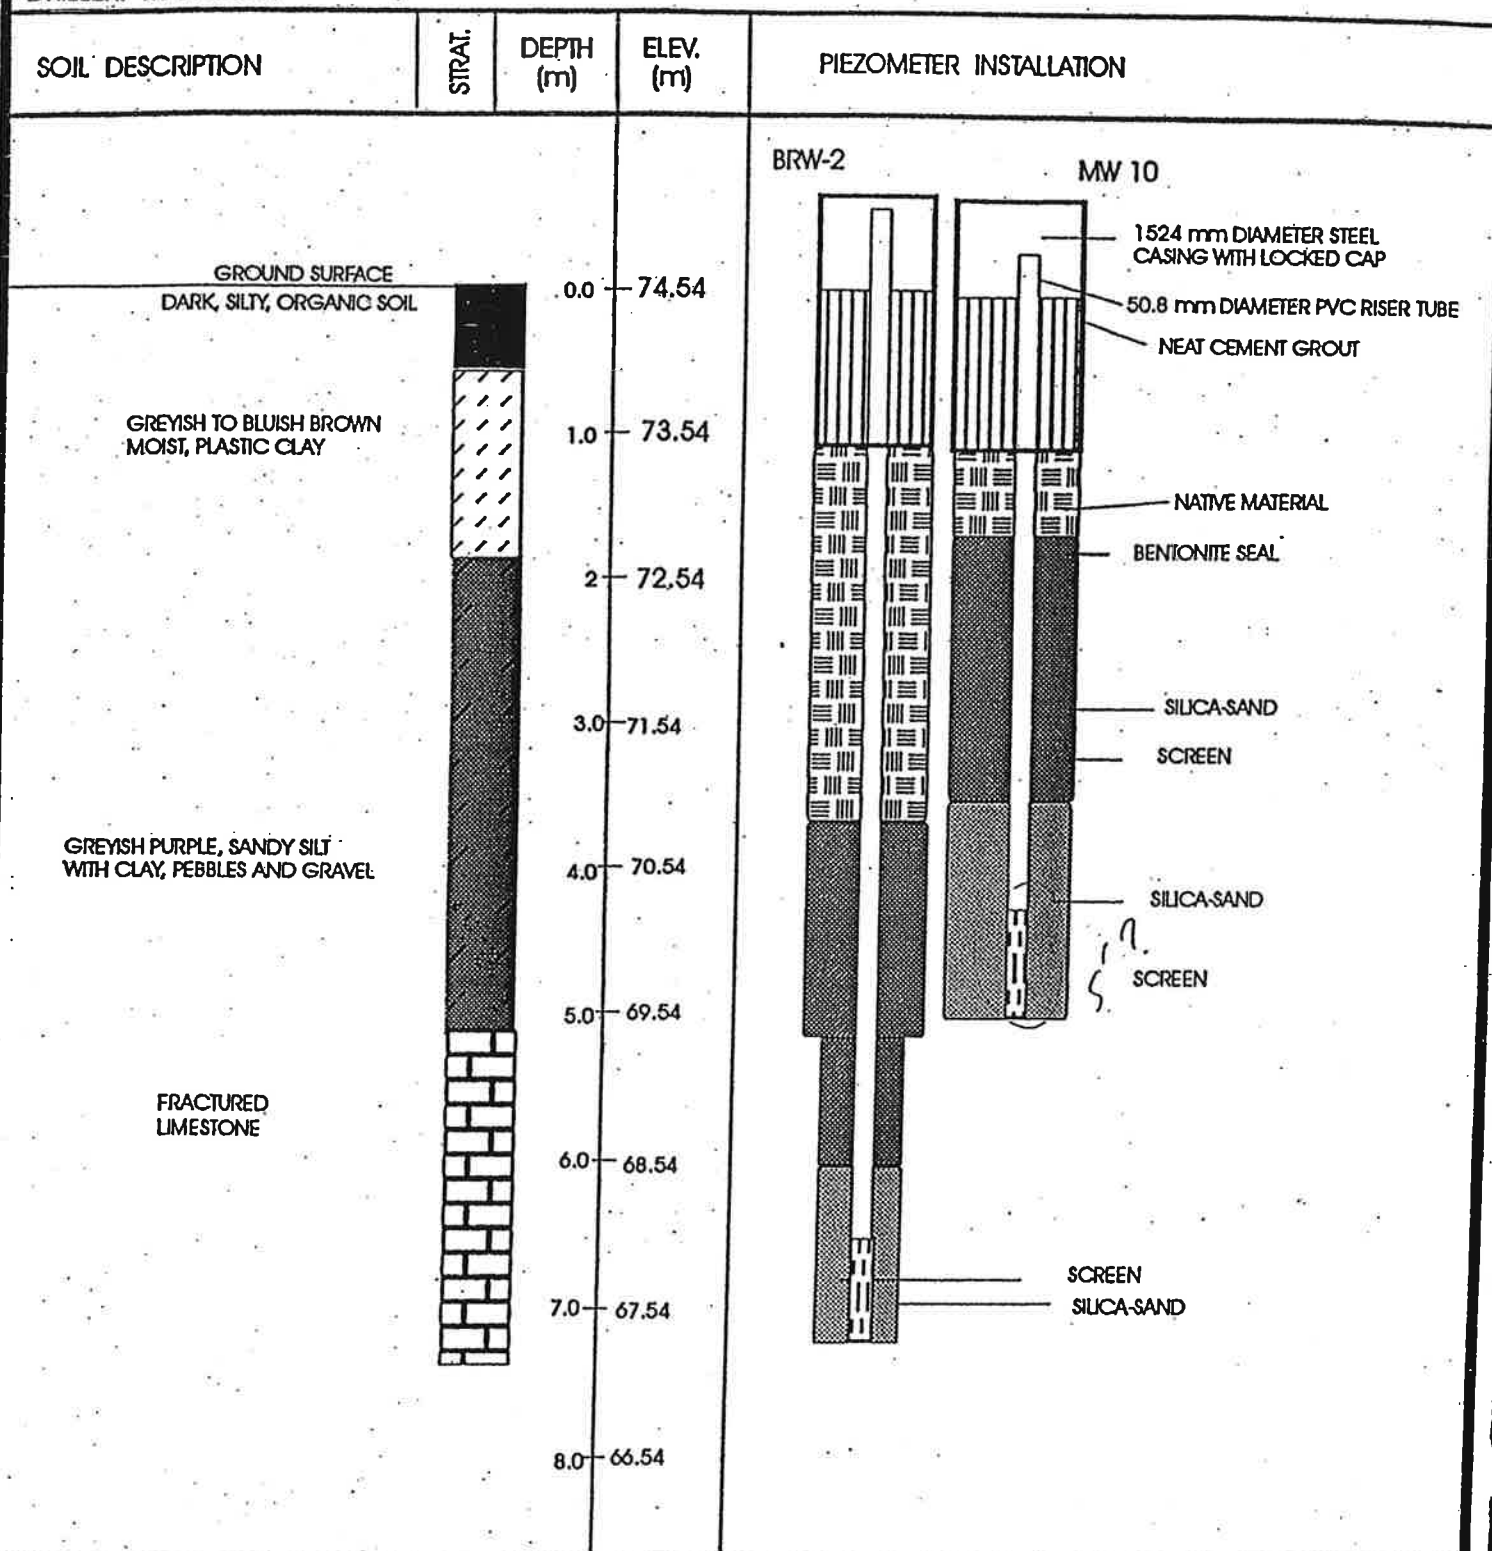 SOIL DESCRIPTION
STRAT.
DEPTH
(m)
ELEV.
(m)
PIEZOMETER INSTALLATION
BRW-2
MW 10
1524 mm DIAMETER STEEL
CASING WITH LOCKED CAP
GROUND SURFACE
0.0
74.54
DARK, SILTY, ORGANIC SOIL
50.8 mm DIAMETER PVC RISER TUBE
NEAT CEMENT GROUT
GREYISH TO BLUISH BROWN
MOIST, PLASTIC CLAY
1.0
73.54
NATIVE MATERIAL
BENTONITE SEAL
2
72.54
SILICA-SAND
3.0
71.54
SCREEN
GREYISH PURPLE, SANDY SILT
WITH CLAY, PEBBLES AND GRAVEL
4.0
70.54
SILICA-SAND
SCREEN
5.0
69.54
FRACTURED
LIMESTONE
6.0
68.54
SCREEN
SILICA-SAND
7.0
67.54
8.0
66.54